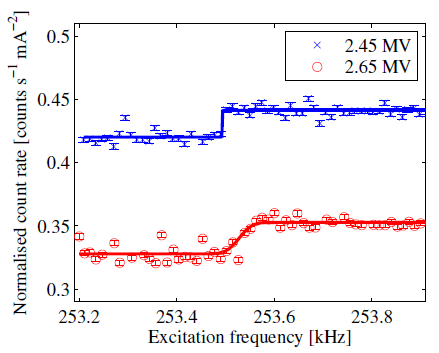 Normalised count rate [counts s⁻¹ mA⁻²]
0.5
0.45
0.4
0.35
0.3
2.45 MV
2.65 MV
253.2 253.4 253.6 253.8
Excitation frequency [kHz]